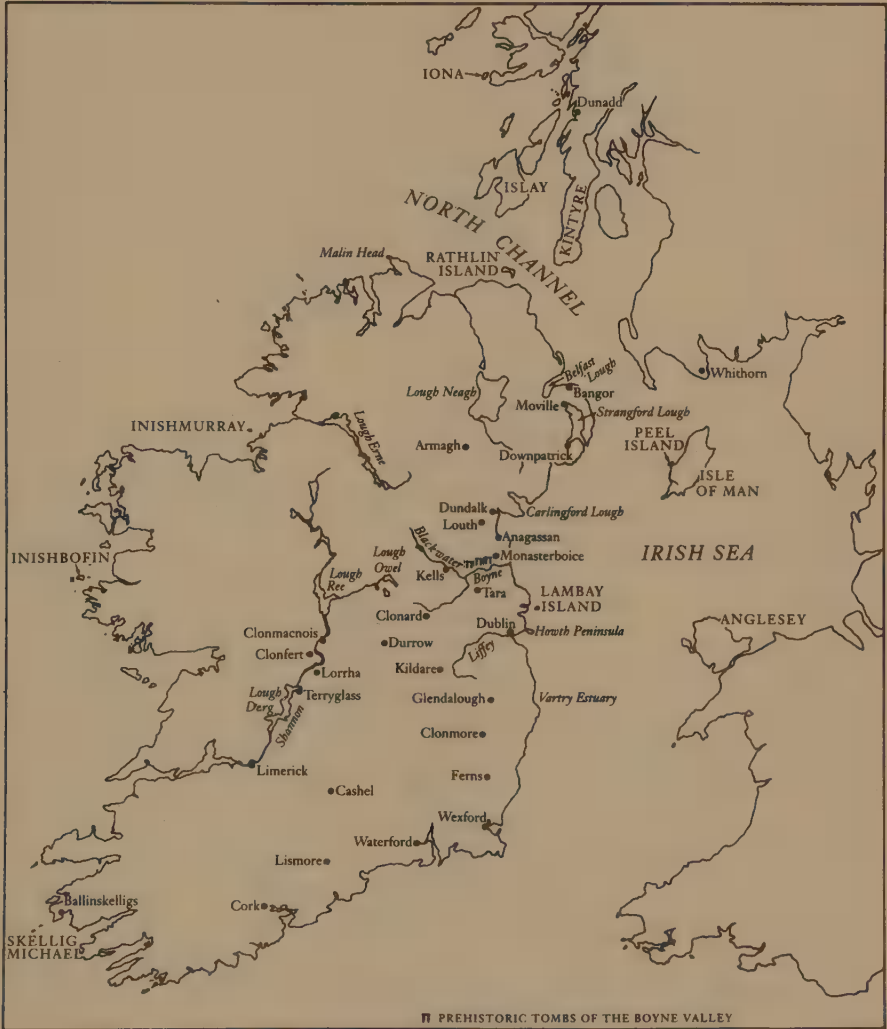 IONA
Dunadd
ISLAY
KINTYRE
NORTH CHANNEL
Malin Head
RATHLIN
ISLAND
Belfast
Lough
Whithorn
Lough Neagh
Bangor
Moville
Strangford Lough
INISHMURRAY
Lough Erne
Armagh
Downpatrick
PEEL
ISLAND
ISLE
OF MAN
Dundalk
Carlingford Lough
Louth
Anagassan
Blackwater
Monasterboice
IRISH SEA
INISHBOFIN
Lough
Owel
Lough
Ree
Kells
Boyne
Tara
LAMBAY
ISLAND
Clonard
ANGLESEY
Dublin
Howth Peninsula
Clonmacnois
Durrow
Liffey
Clonfert
Kildare
Lorrha
Lough
Derg
Terryglass
Glendalough
Vartry Estuary
Shannon
Clonmore
Limerick
Ferns
Cashel
Wexford
Waterford
Lismore
Ballinskelligs
Cork
SKELLIG
MICHAEL
PREHISTORIC TOMBS OF THE BOYNE VALLEY